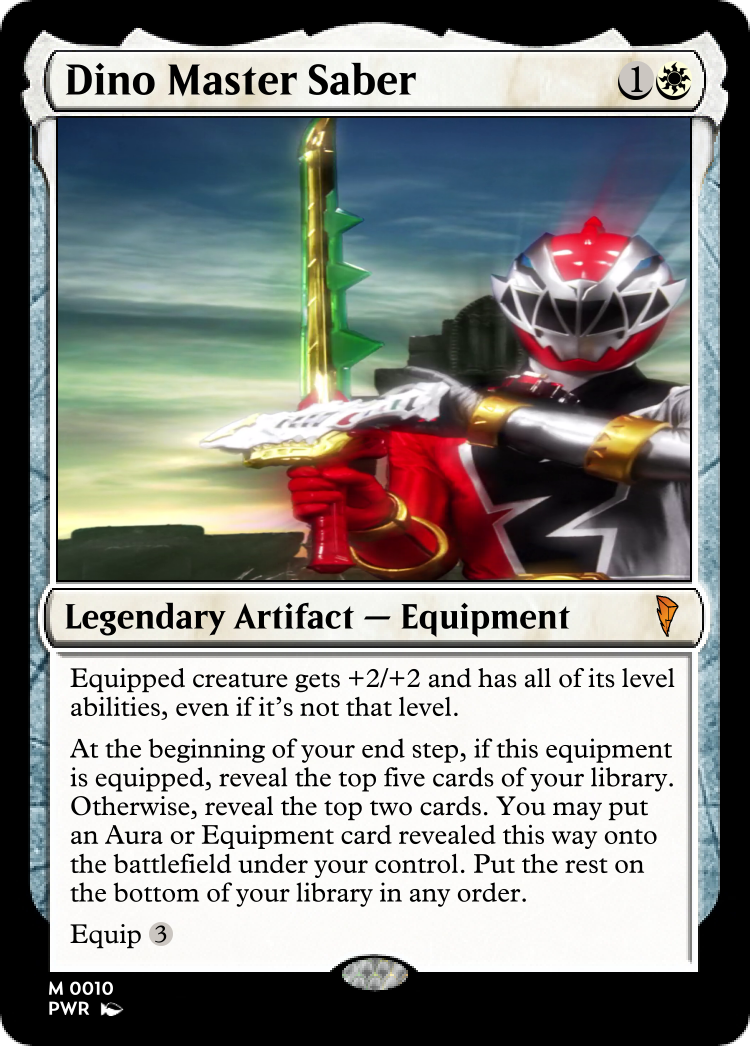 Dino Master Saber 1
Legendary Artifact — Equipment
Equipped creature gets +2/+2 and has all of its level
abilities, even if it's not that level.
At the beginning of your end step, if this equipment
is equipped, reveal the top five cards of your library.
Otherwise, reveal the top two cards. You may put
an Aura or Equipment card revealed this way onto
the battlefield under your control. Put the rest on
the bottom of your library in any order.
Equip 3
M 0010
PWR